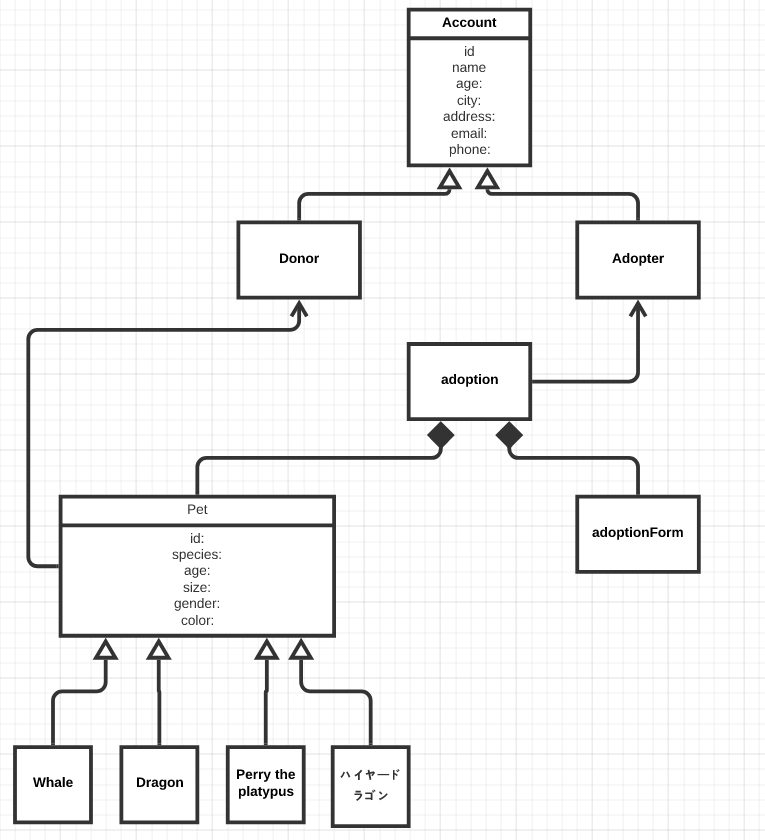 Account
id
name
age:
city:
address:
email:
phone:
Donor
Adopter
adoption
Pet
id:
species:
age:
size:
gender:
color:
adoptionForm
Whale
Dragon
Perry the
platypus
ハイヤード
ラゴン